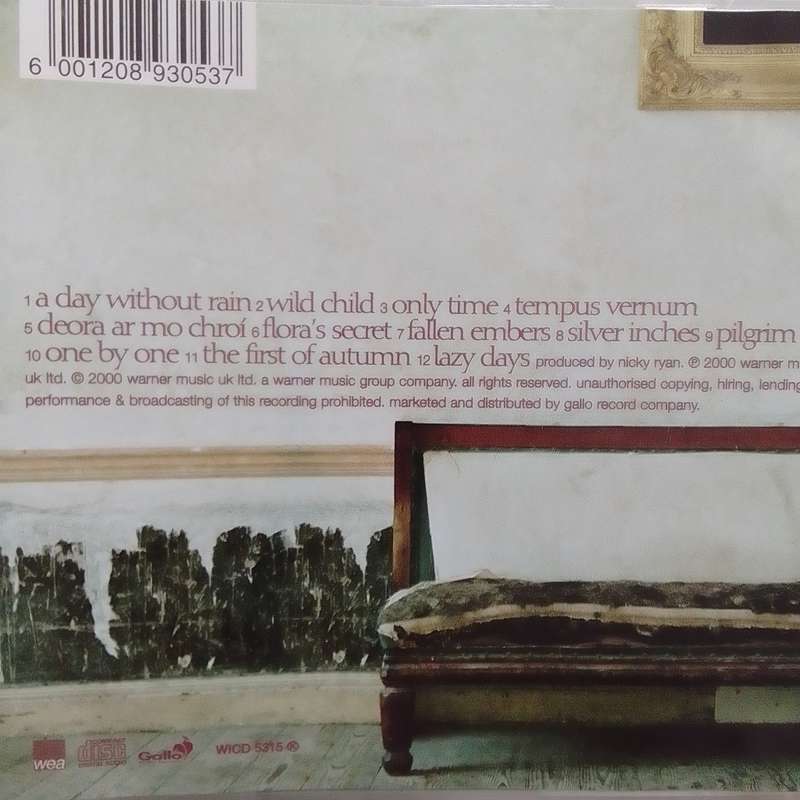 6 001208 930537
1 a day without rain 2 wild child 3 only time 4 tempus vernum
5 deora ar mo chroí 6 flora's secret 7 fallen embers 8 silver inches 9 pilgrim
10 one by one 11 the first of autumn 12 lazy days produced by nicky ryan. ℗ 2000 warner m
uk ltd. © 2000 warner music uk ltd. a warner music group company. all rights reserved. unauthorised copying, hiring, lending
performance & broadcasting of this recording prohibited. marketed and distributed by gallo record company.
wea COMPACT disc DIGITAL AUDIO Gallo WICD 5315 ®